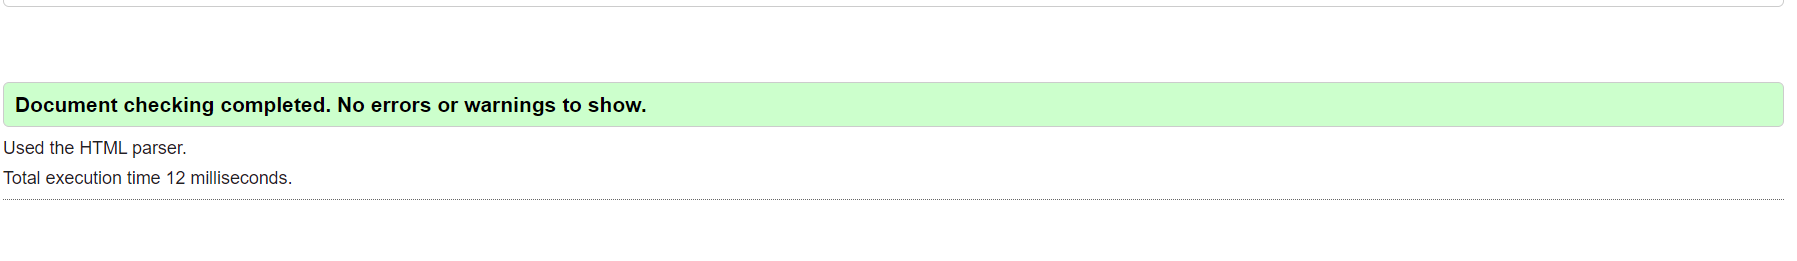 Document checking completed. No errors or warnings to show.
Used the HTML parser.
Total execution time 12 milliseconds.